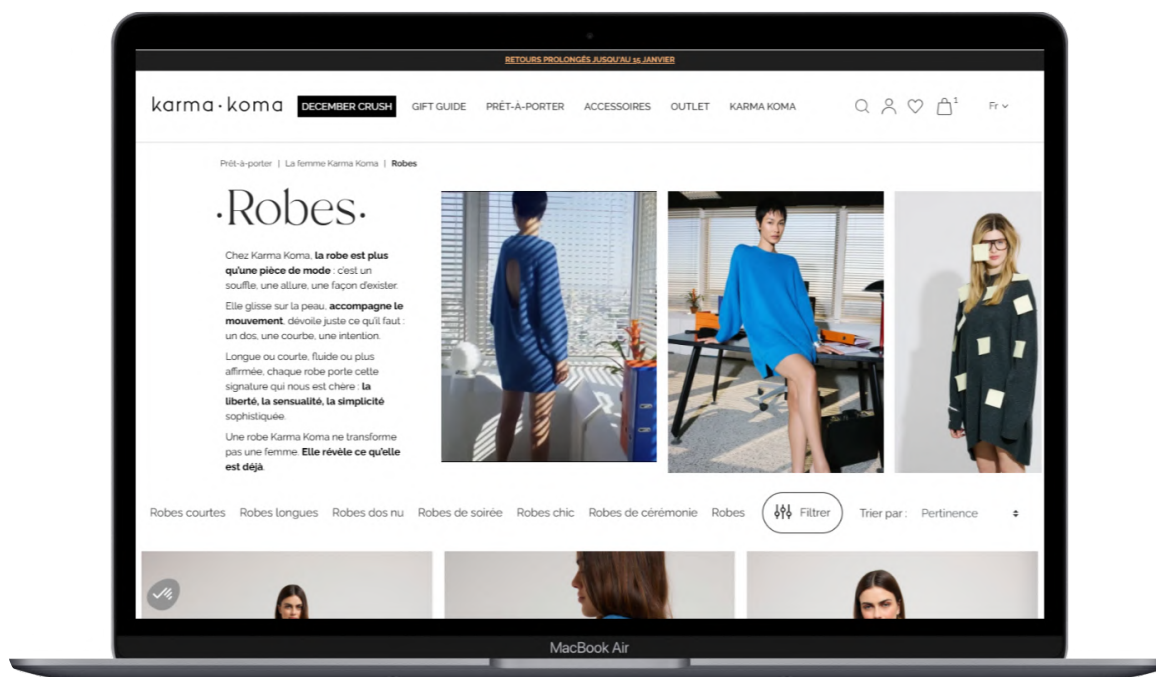 RETOURS PROLONGÉS JUSQU'AU 15 JANVIER
karma·koma
DECEMBER CRUSH
GIFT GUIDE
PRÊT-À-PORTER
ACCESSOIRES
OUTLET
KARMA KOMA
1
Fr
Prêt-à-porter | La femme Karma Koma | Robes
·Robes·
Chez Karma Koma, la robe est plus
qu'une pièce de mode : c'est un
souffle, une allure, une façon d'exister.
Elle glisse sur la peau, accompagne le
mouvement, dévoile juste ce qu'il faut :
un dos, une courbe, une intention.
Longue ou courte, fluide ou plus
affirmée, chaque robe porte cette
signature qui nous est chère : la
liberté, la sensualité, la simplicité
sophistiquée.
Une robe Karma Koma ne transforme
pas une femme. Elle révèle ce qu'elle
est déjà.
Robes courtes
Robes longues
Robes dos nu
Robes de soirée
Robes chic
Robes de cérémonie
Robes
Filtrer
Trier par : Pertinence
MacBook Air